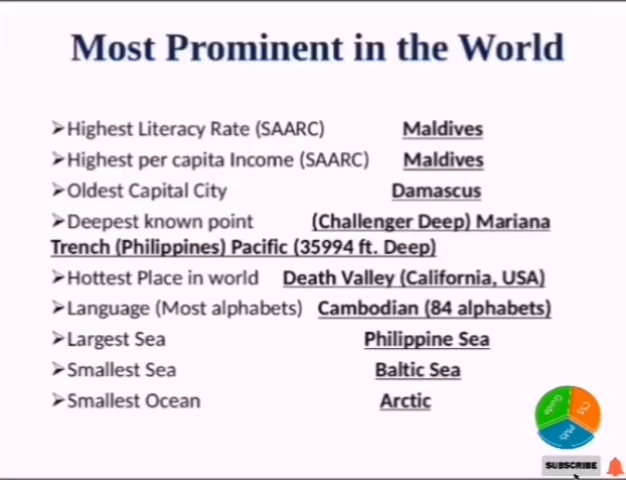 Most Prominent in the World
➢Highest Literacy Rate (SAARC) Maldives
➢Highest per capita Income (SAARC) Maldives
➢Oldest Capital City Damascus
➢Deepest known point (Challenger Deep) Mariana
Trench (Philippines) Pacific (35994 ft. Deep)
➢Hottest Place in world Death Valley (California, USA)
➢Language (Most alphabets) Cambodian (84 alphabets)
➢Largest Sea Philippine Sea
➢Smallest Sea Baltic Sea
➢Smallest Ocean Arctic
Guide
CSS
PMS
SUBSCRIBE